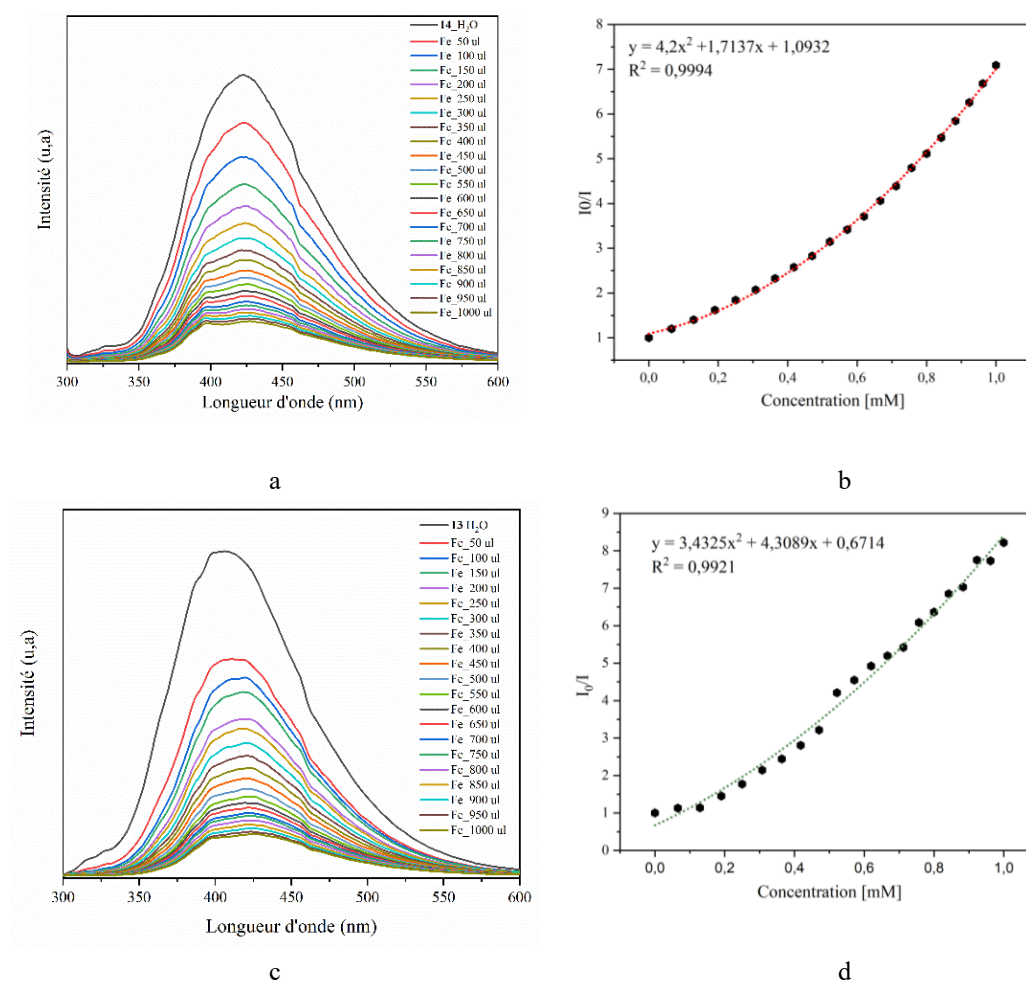 14_H₂O
Fe_50 ul
Fe_100 ul
Fe_150 ul
Fe_200 ul
Fe_250 ul
Fe_300 ul
Fe_350 ul
Fe_400 ul
Fe_450 ul
Fe_500 ul
Fe_550 ul
Fe_600 ul
Fe_650 ul
Fe_700 ul
Fe_750 ul
Fe_800 ul
Fe_850 ul
Fe_900 ul
Fe_950 ul
Fe_1000 ul
Intensité (u,a)
300 350 400 450 500 550 600
Longueur d'onde (nm)
a
y = 4,2x² +1,7137x + 1,0932
R² = 0,9994
8
7
6
5
4
3
2
1
I0/I
0,0 0,2 0,4 0,6 0,8 1,0
Concentration [mM]
b
13 H₂O
Fe_50 ul
Fe_100 ul
Fe_150 ul
Fe_200 ul
Fe_250 ul
Fe_300 ul
Fe_350 ul
Fe_400 ul
Fe_450 ul
Fe_500 ul
Fe_550 ul
Fe_600 ul
Fe_650 ul
Fe_700 ul
Fe_750 ul
Fe_800 ul
Fe_850 ul
Fe_900 ul
Fe_950 ul
Fe_1000 ul
Intensité (u,a)
300 350 400 450 500 550 600
Longueur d'onde (nm)
c
y = 3,4325x² + 4,3089x + 0,6714
R² = 0,9921
9
8
7
6
5
4
3
2
1
0
I₀/I
0,0 0,2 0,4 0,6 0,8 1,0
Concentration [mM]
d